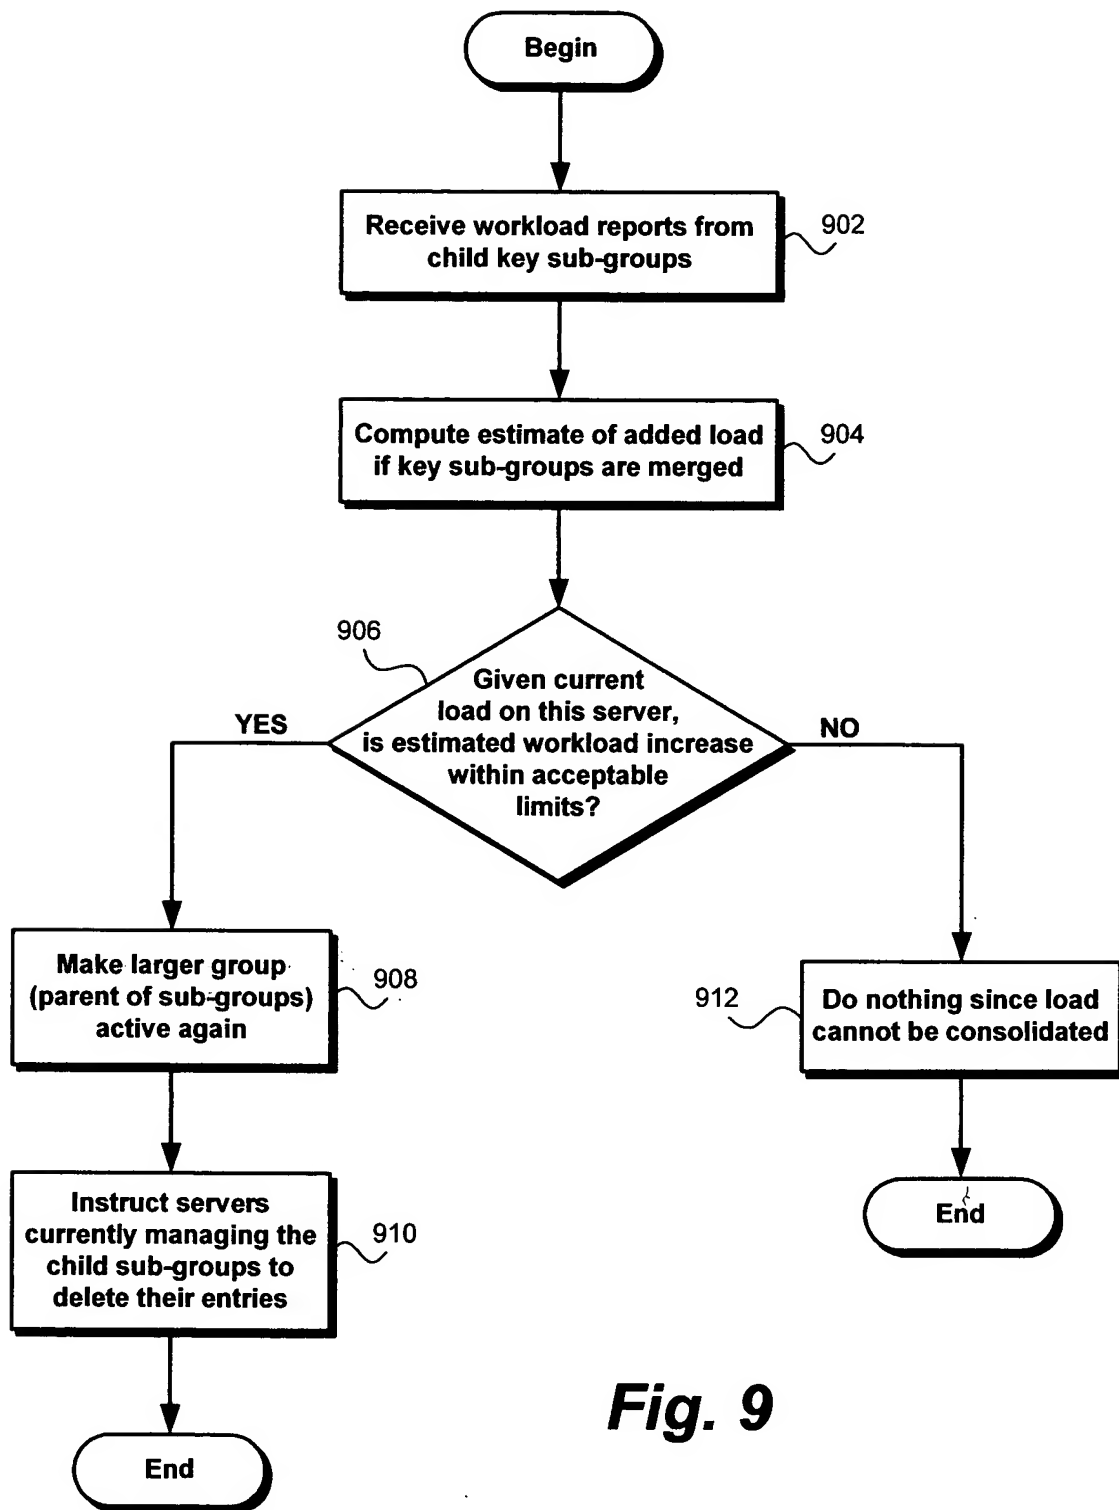 Begin
Receive workload reports from
child key sub-groups
902
Compute estimate of added load
if key sub-groups are merged
904
906
Given current
load on this server,
is estimated workload increase
within acceptable
limits?
YES
NO
Make larger group
(parent of sub-groups)
active again
908
912
Do nothing since load
cannot be consolidated
Instruct servers
currently managing the
child sub-groups to
delete their entries
910
End
End
Fig. 9